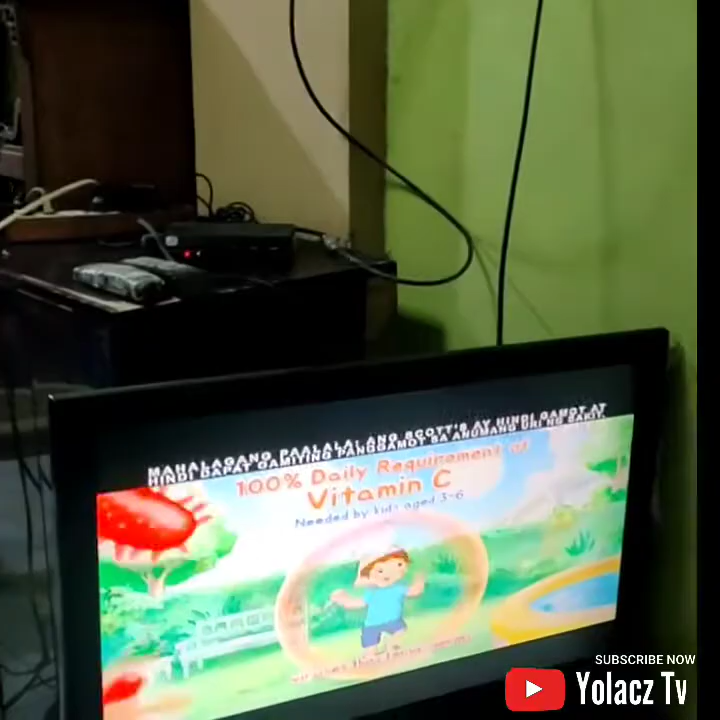 MAHALAGANG PAALALA: ANG SCOTT'S AY HINDI GAMOT AT
HINDI DAPAT GAMITING PANGGAMOT SA ANUMANG URI NG SAKIT.
100% Daily Requirement of
Vitamin C
Needed by kids aged 3-6
SUBSCRIBE NOW
Yolacz Tv